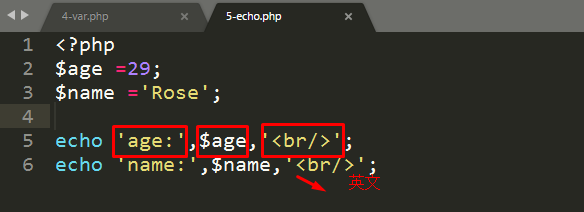 4-var.php × 5-echo.php ×
1 <?php
2 $age =29;
3 $name ='Rose';
4
5 echo 'age:',$age,'<br/>';
6 echo 'name:',$name,'<br/>';
英文